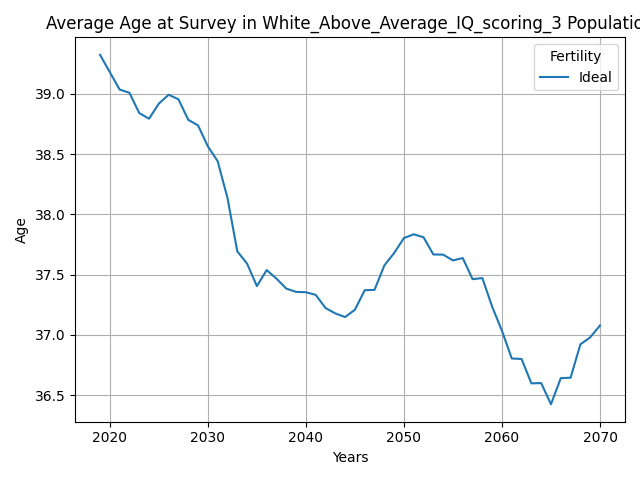 Average Age at Survey in White_Above_Average_IQ_scoring_3 Populatio
Fertility
Ideal
39.0
38.5
38.0
37.5
37.0
36.5
Age
2020 2030 2040 2050 2060 2070
Years